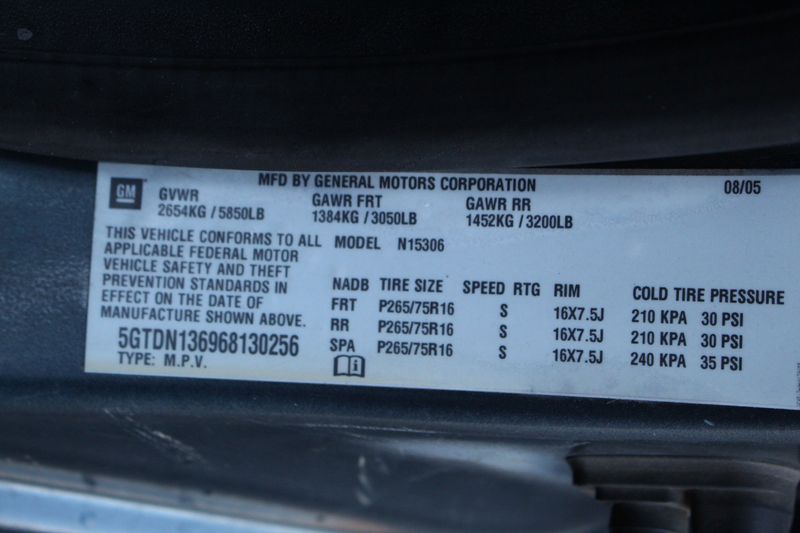 MFD BY GENERAL MOTORS CORPORATION 08/05
GM
GVWR GAWR FRT GAWR RR
2654KG / 5850LB 1384KG / 3050LB 1452KG / 3200LB
THIS VEHICLE CONFORMS TO ALL
APPLICABLE FEDERAL MOTOR
VEHICLE SAFETY AND THEFT
PREVENTION STANDARDS IN
EFFECT ON THE DATE OF
MANUFACTURE SHOWN ABOVE.
5GTDN136968130256
TYPE: M.P.V.
MODEL N15306
NADB TIRE SIZE SPEED RTG RIM COLD TIRE PRESSURE
FRT P265/75R16 S 16X7.5J 210 KPA 30 PSI
RR P265/75R16 S 16X7.5J 210 KPA 30 PSI
SPA P265/75R16 S 16X7.5J 240 KPA 35 PSI